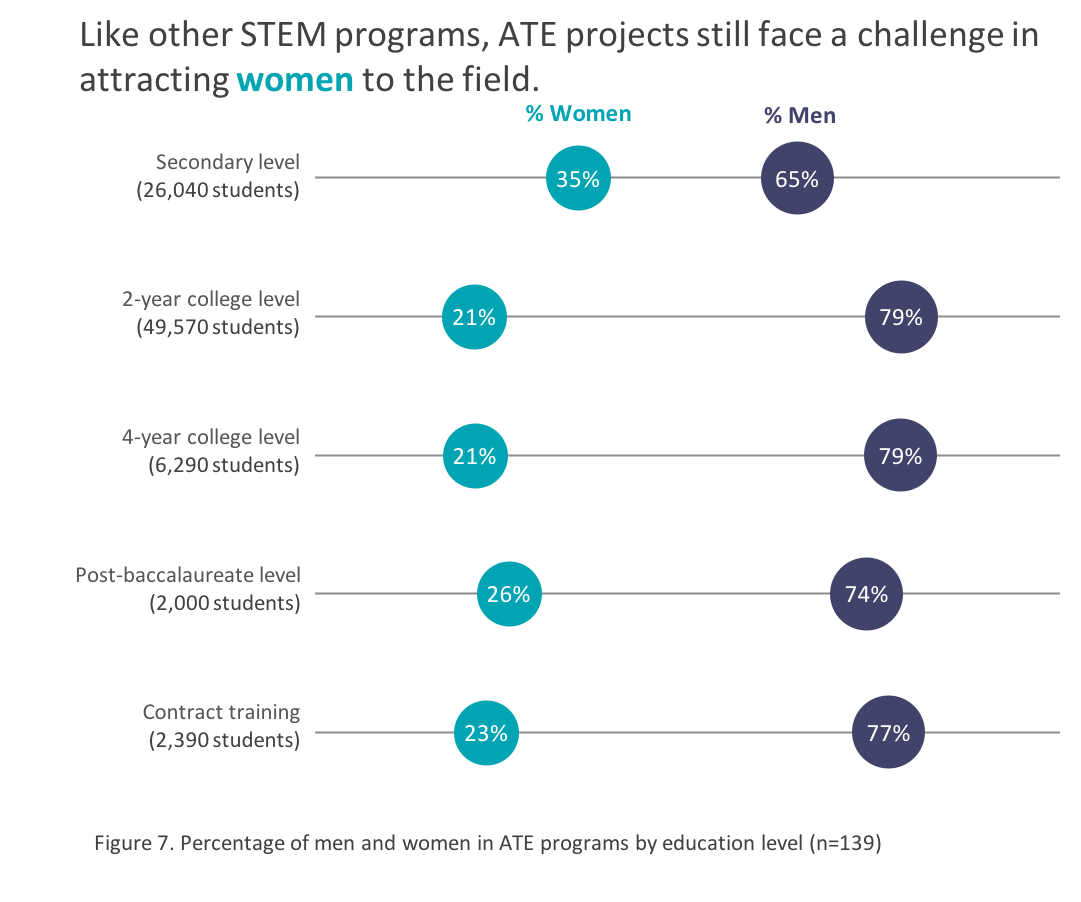 Like other STEM programs, ATE projects still face a challenge in
attracting women to the field.
% Women % Men
Secondary level
(26,040 students)
35% 65%
2-year college level
(49,570 students)
21% 79%
4-year college level
(6,290 students)
21% 79%
Post-baccalaureate level
(2,000 students)
26% 74%
Contract training
(2,390 students)
23% 77%
Figure 7. Percentage of men and women in ATE programs by education level (n=139)